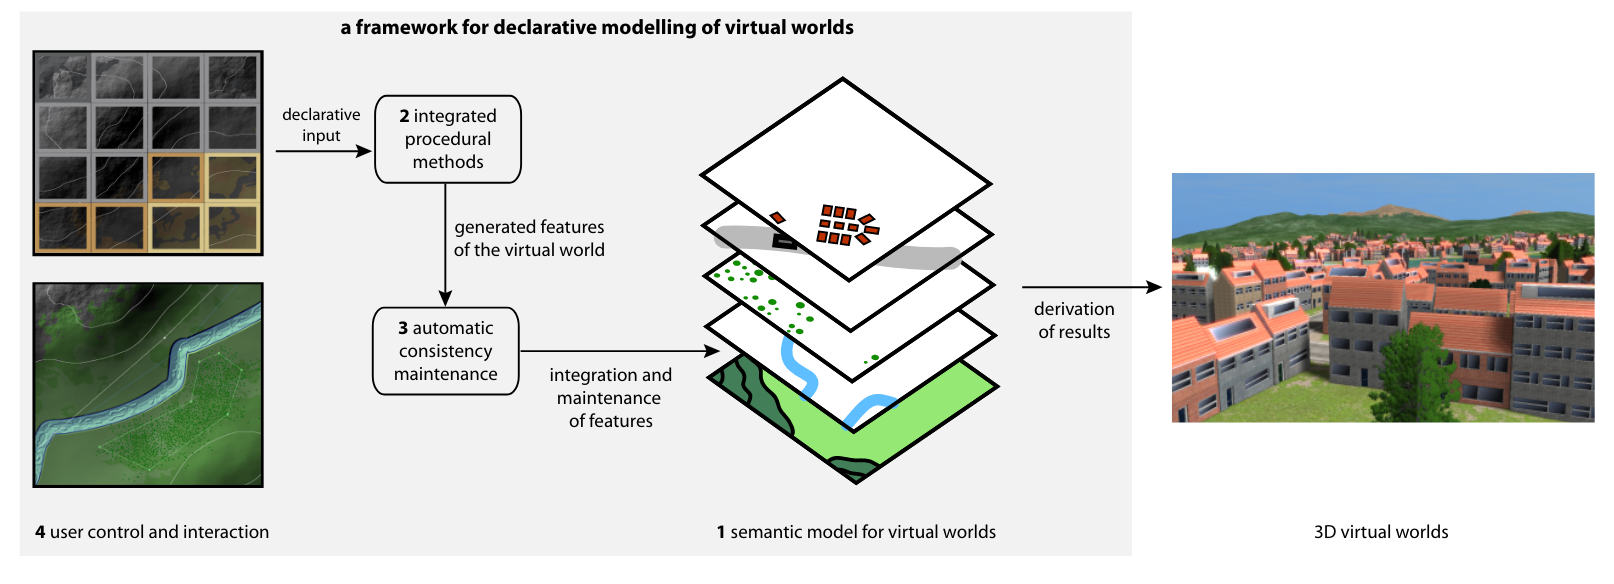 a framework for declarative modelling of virtual worlds
declarative
input
2 integrated
procedural
methods
generated features
of the virtual world
3 automatic
consistency
maintenance
integration and
maintenance
of features
derivation
of results
4 user control and interaction
1 semantic model for virtual worlds
3D virtual worlds